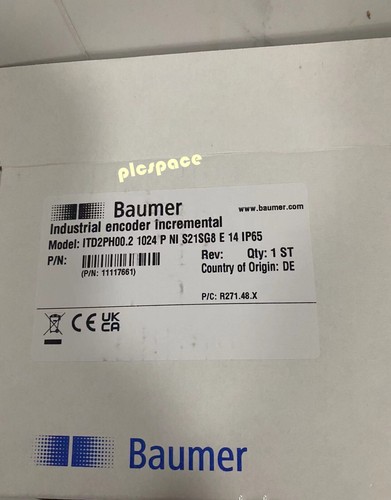 plcspace
Baumer
www.baumer.com
Industrial encoder incremental
Model: ITD2PH00.2 1024 P NI S21SG8 E 14 IP65
P/N:
Rev: Qty: 1 ST
(P/N: 11117661)
Country of Origin: DE
P/C: R271.48.X
CE UK CA
Baumer